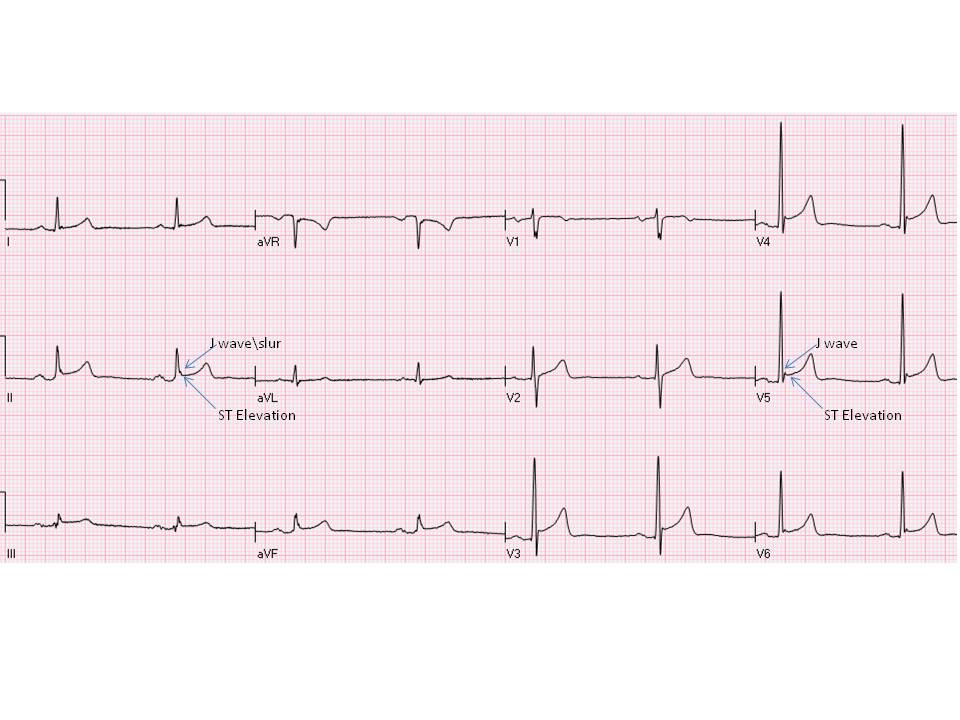 I
aVR
V1
V4
J wave\slur
J wave
II
aVL
V2
V5
ST Elevation
ST Elevation
III
aVF
V3
V6